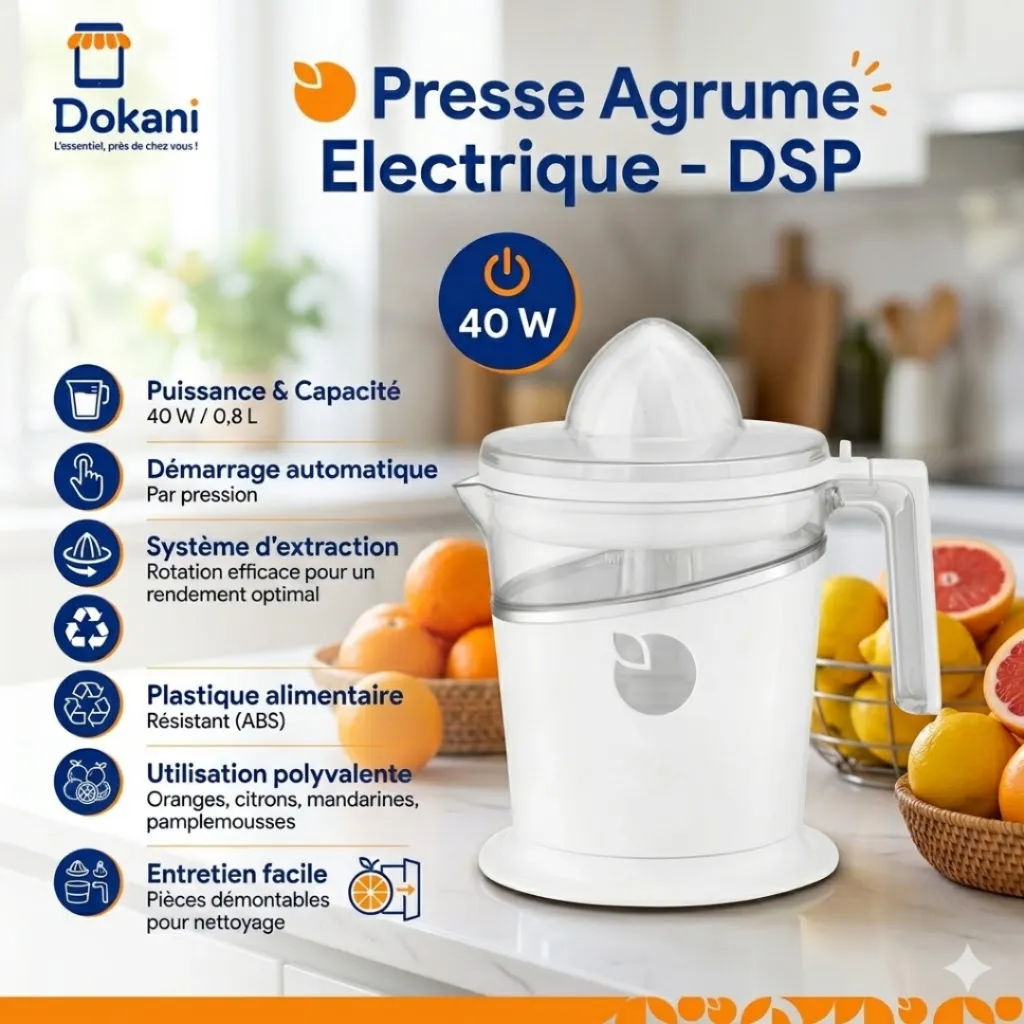 Dokani
L'essentiel, près de chez vous !
Presse Agrume
Electrique - DSP
40 W
Puissance & Capacité
40 W / 0,8 L
Démarrage automatique
Par pression
Système d'extraction
Rotation efficace pour un
rendement optimal
Plastique alimentaire
Résistant (ABS)
Utilisation polyvalente
Oranges, citrons, mandarines,
pamplemousses
Entretien facile
Pièces démontables
pour nettoyage